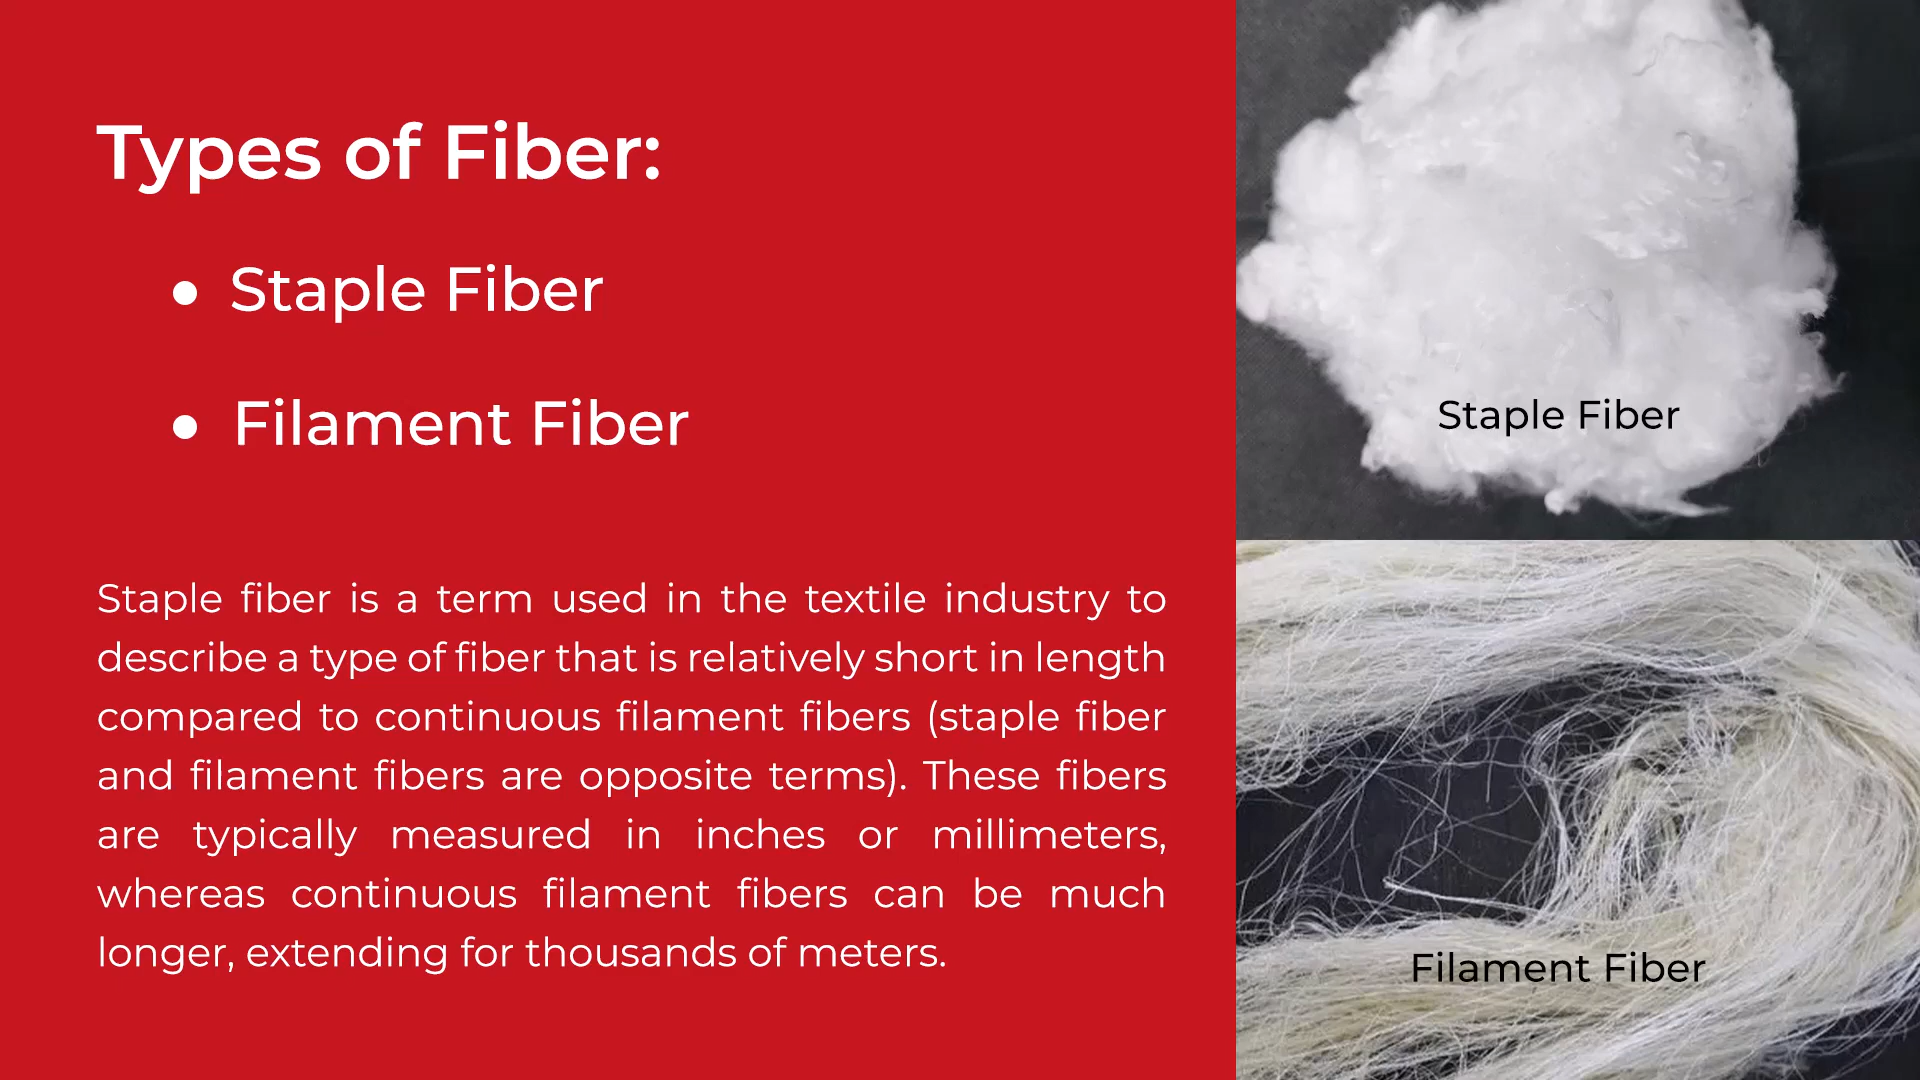 Types of Fiber:
● Staple Fiber
● Filament Fiber
Staple fiber is a term used in the textile industry to
describe a type of fiber that is relatively short in length
compared to continuous filament fibers (staple fiber
and filament fibers are opposite terms). These fibers
are typically measured in inches or millimeters,
whereas continuous filament fibers can be much
longer, extending for thousands of meters.
Staple Fiber
Filament Fiber